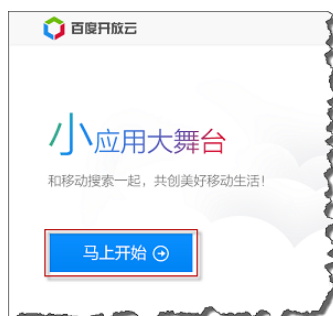 百度开放云
小应用大舞台
和移动搜索一起，共创美好移动生活！
马上开始